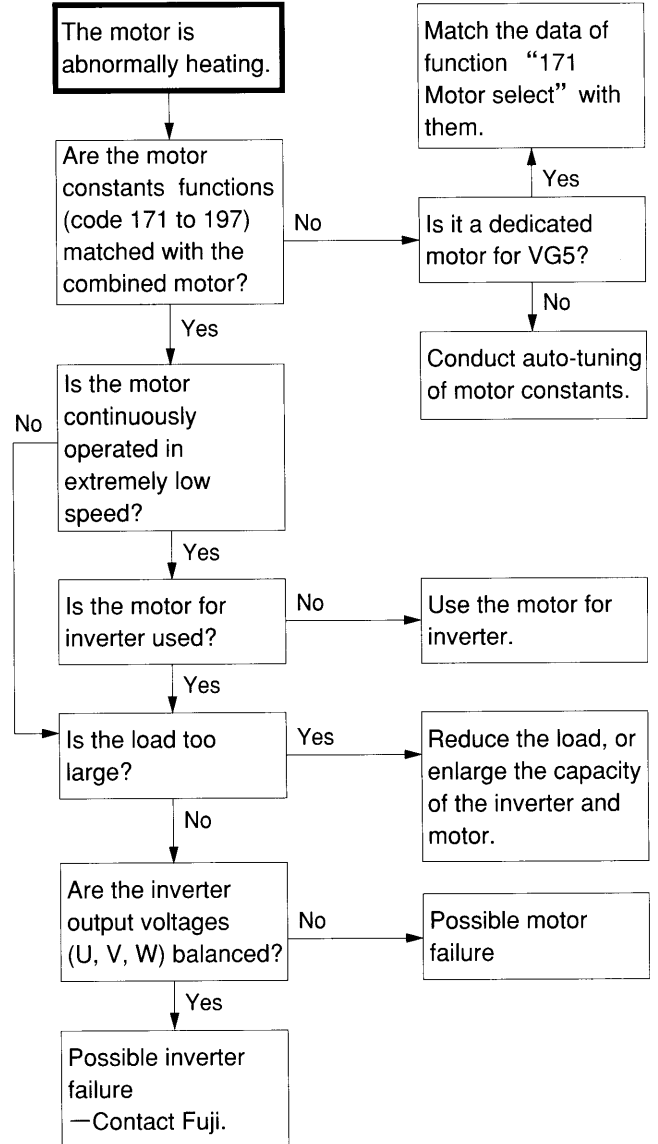 The motor is
abnormally heating.
Match the data of
function “171
Motor select” with
them.
Are the motor
constants functions
(code 171 to 197)
matched with the
combined motor?
No
Yes
Is it a dedicated
motor for VG5?
No
Conduct auto-tuning
of motor constants.
Yes
Is the motor
continuously
operated in
extremely low
speed?
No
Yes
Is the motor for
inverter used?
No
Use the motor for
inverter.
Yes
Is the load too
large?
Yes
Reduce the load, or
enlarge the capacity
of the inverter and
motor.
No
Are the inverter
output voltages
(U, V, W) balanced?
No
Possible motor
failure
Yes
Possible inverter
failure
—Contact Fuji.